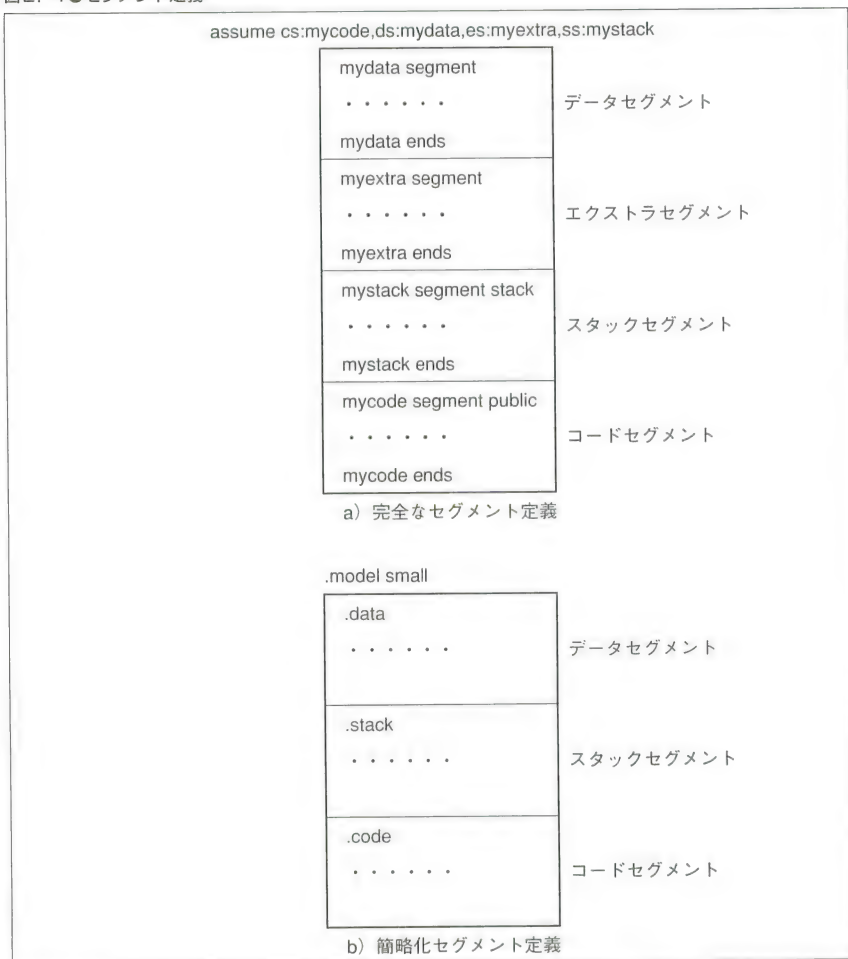 assume cs:mycode,ds:mydata,es:myextra,ss:mystack
mydata segment
・・・・・・ データセグメント
mydata ends
myextra segment
・・・・・・ エクストラセグメント
myextra ends
mystack segment stack
・・・・・・ スタックセグメント
mystack ends
mycode segment public
・・・・・・ コードセグメント
mycode ends
a）完全なセグメント定義
.model small
.data
・・・・・・ データセグメント
.stack
・・・・・・ スタックセグメント
.code
・・・・・・ コードセグメント
b）簡略化セグメント定義